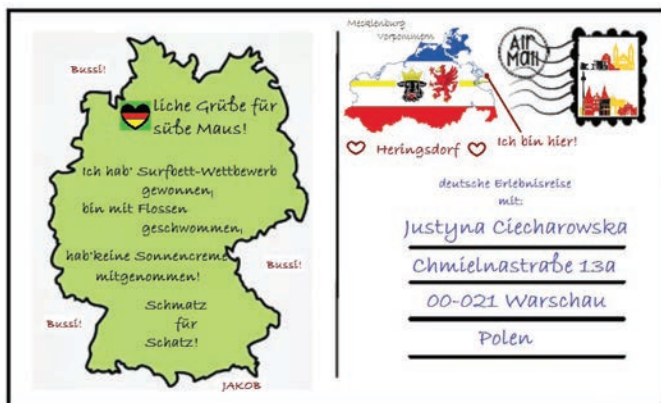 Bussi!
liche Grüße für
süße Maus!
Ich hab' Surfbett-Wettbewerb
gewonnen,
bin mit Flossen
geschwommen,
hab'keine Sonnencreme
mitgenommen!
Bussi!
Schmatz
für
Schatz!
Bussi!
JAKOB
Mecklenburg
Vorpommern
AIR
MAIL
Ich bin hier!
Heringsdorf
deutsche Erlebnisreise
mit:
Justyna Ciecharowska
Chmielnastraße 13a
00-021 Warschau
Polen